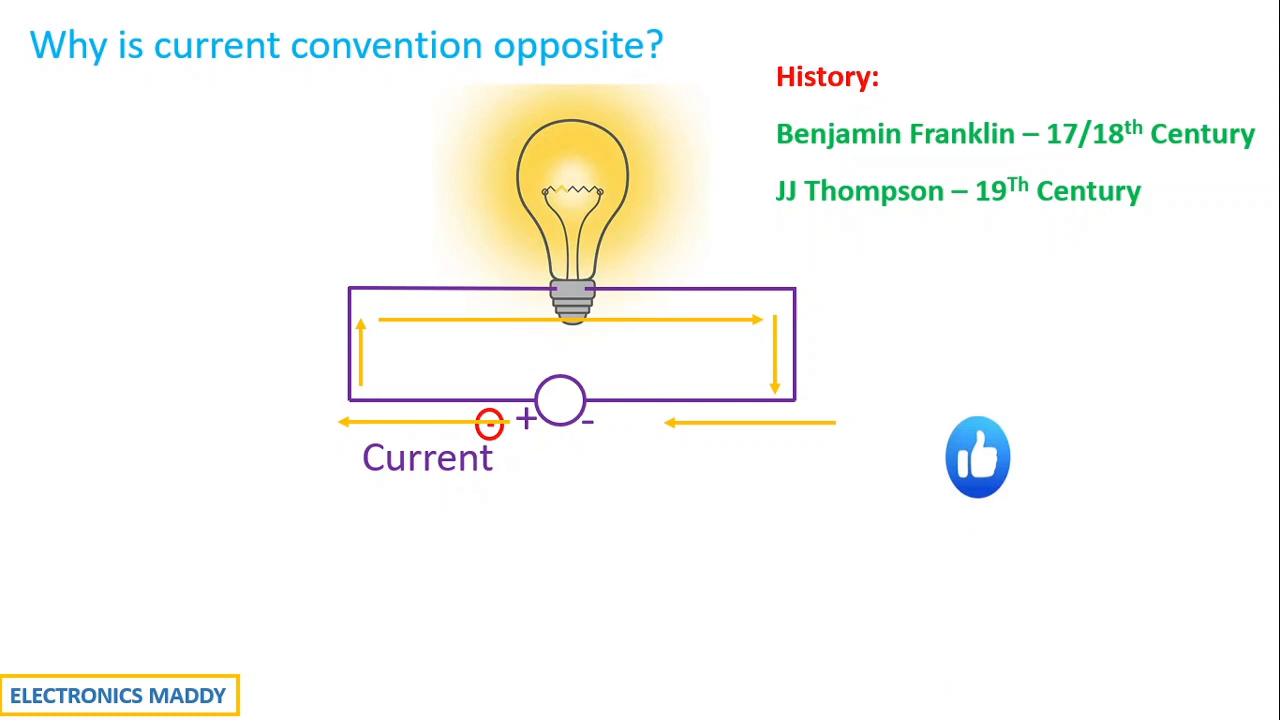 Why is current convention opposite?
History:
Benjamin Franklin – 17/18th Century
JJ Thompson – 19Th Century
+ -
-
Current
ELECTRONICS MADDY